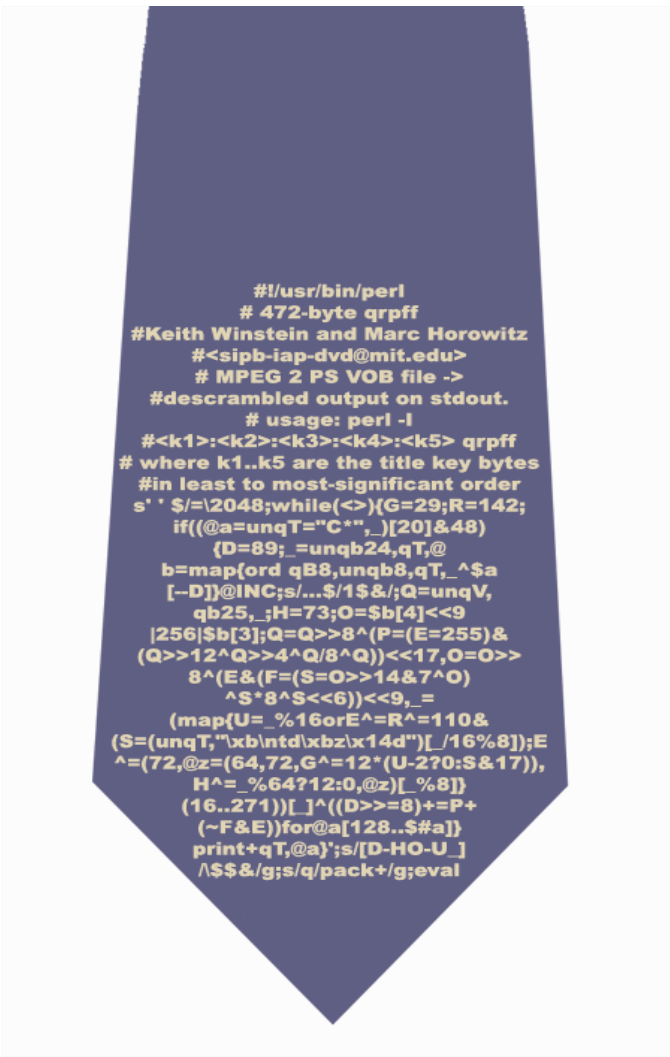 #!/usr/bin/perl
# 472-byte qrpff
#Keith Winstein and Marc Horowitz
#<sipb-iap-dvd@mit.edu>
# MPEG 2 PS VOB file ->
#descrambled output on stdout.
# usage: perl -I
#<k1>:<k2>:<k3>:<k4>:<k5> qrpff
# where k1..k5 are the title key bytes
#in least to most-significant order
s' ' $/=\2048;while(<>){G=29;R=142;
if((@a=unqT="C*",_)[20]&48)
{D=89;_=unqb24,qT,@
b=map{ord qB8,unqb8,qT,_^$a
[--D]}@INC;s/...$/1$&/;Q=unqV,
qb25,_;H=73;O=$b[4]<<9
|256|$b[3];Q=Q>>8^(P=(E=255)&
(Q>>12^Q>>4^Q/8^Q))<<17,O=O>>
8^(E&(F=(S=O>>14&7^O)
^S*8^S<<6))<<9,_=
(map{U=_%16orE^=R^=110&
(S=(unqT,"\xb\ntd\xbz\x14d")[_/16%8]);E
^=(72,@z=(64,72,G^=12*(U-2?0:S&17)),
H^=_%64?12:0,@z)[_%8]}
(16..271))[_]^((D>>=8)+=P+
(~F&E))for@a[128..$#a]}
print+qT,@a}';s/[D-HO-U_]
/\$$&/g;s/q/pack+/g;eval